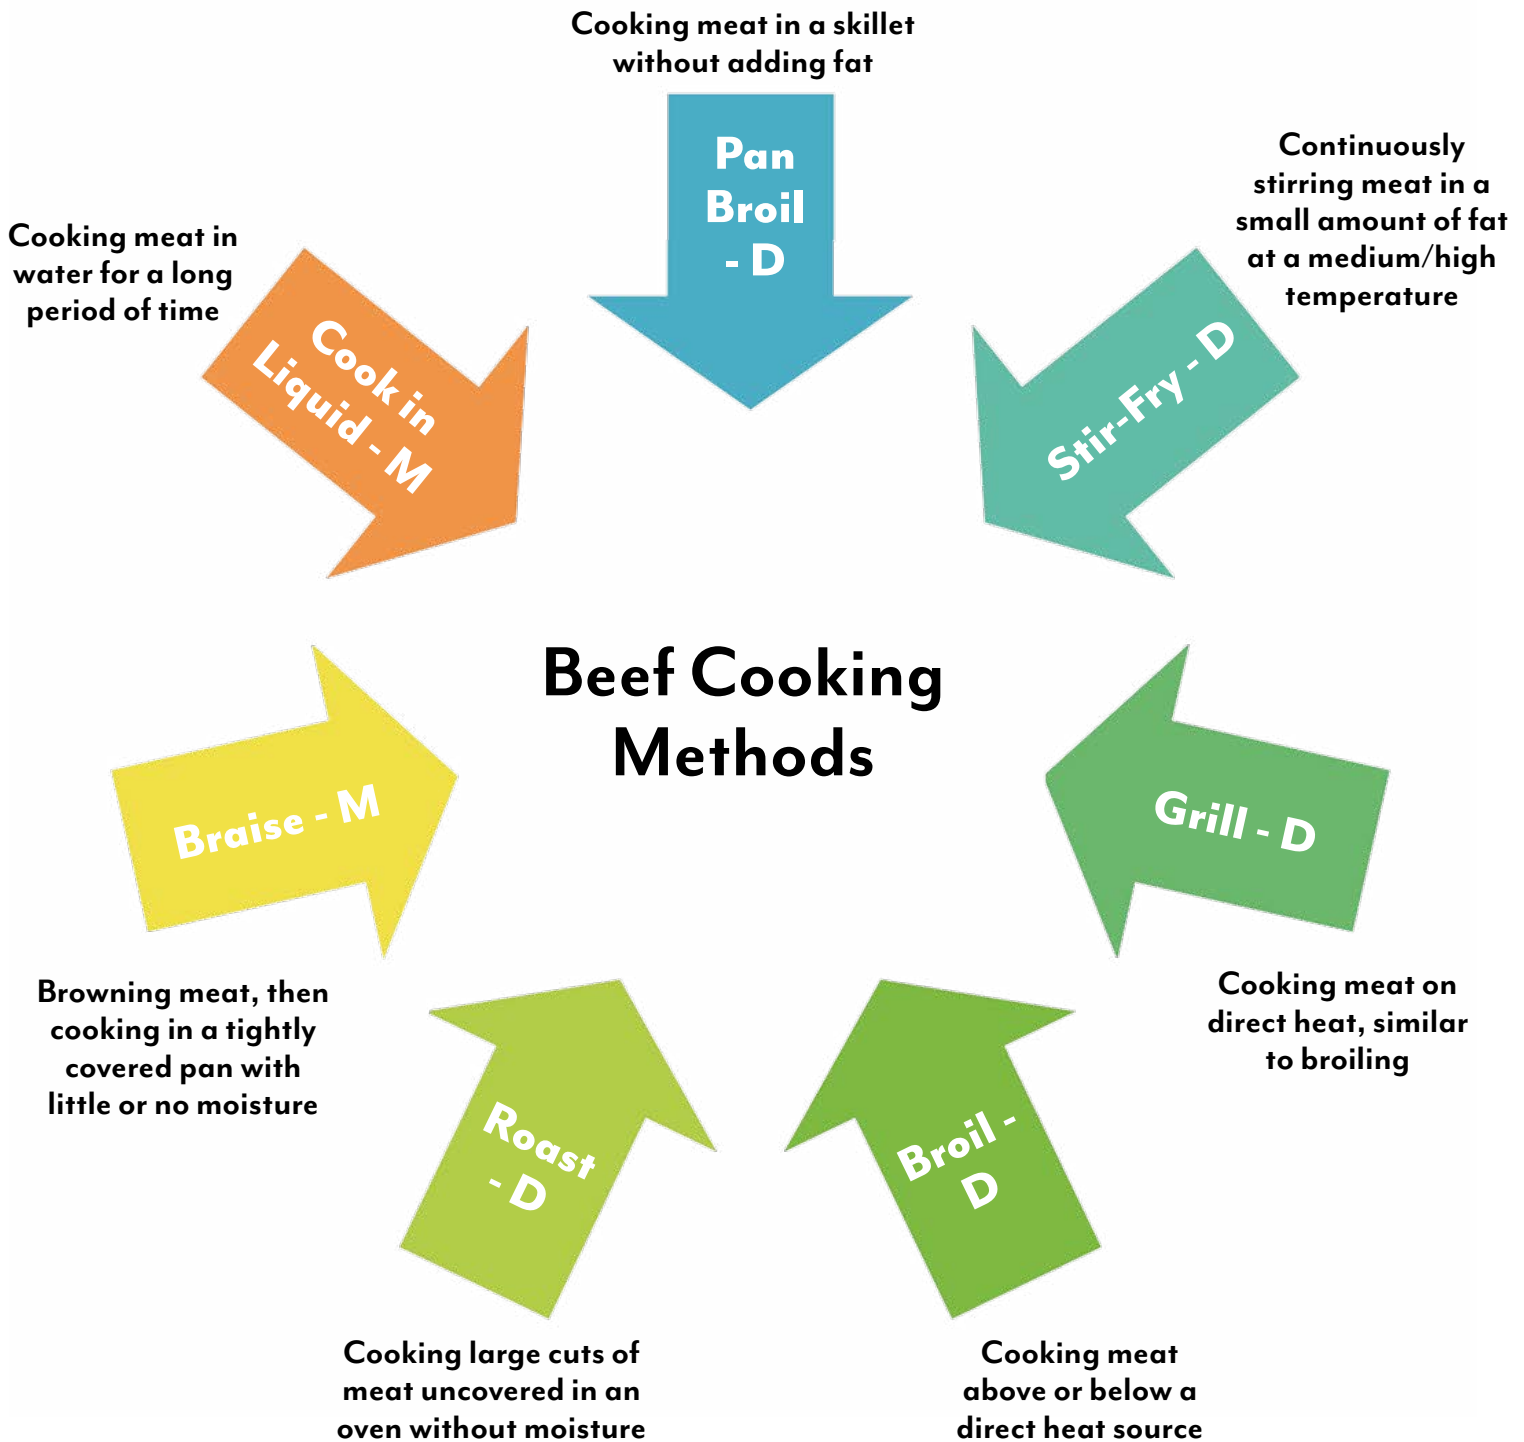 Cooking meat in a skillet
without adding fat
Pan
Broil
- D
Continuously
stirring meat in a
small amount of fat
at a medium/high
temperature
Stir-Fry - D
Cooking meat in
water for a long
period of time
Cook in
Liquid - M
Beef Cooking
Methods
Braise - M
Browning meat, then
cooking in a tightly
covered pan with
little or no moisture
Grill - D
Cooking meat on
direct heat, similar
to broiling
Roast
- D
Cooking large cuts of
meat uncovered in an
oven without moisture
Broil -
D
Cooking meat
above or below a
direct heat source